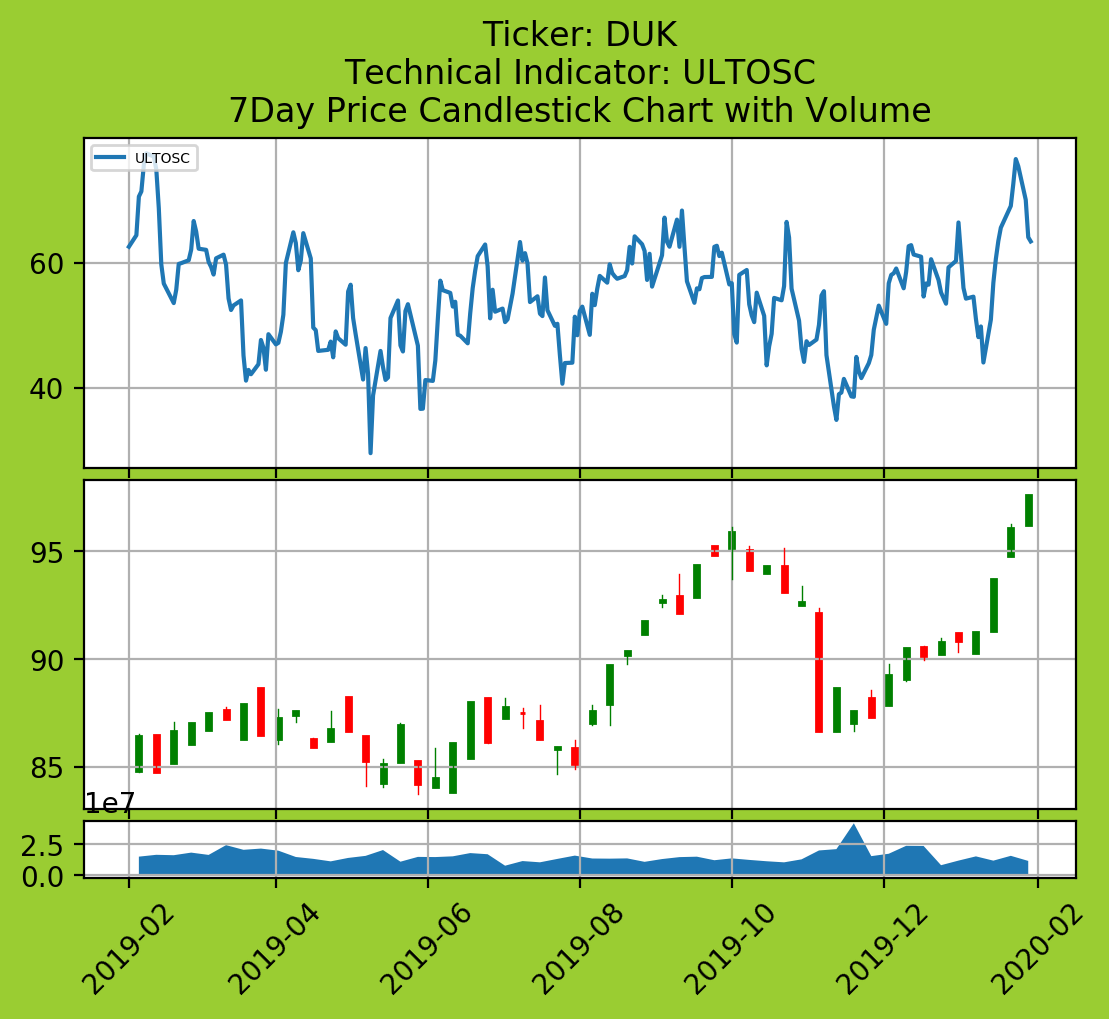 Ticker: DUK
Technical Indicator: ULTOSC
7Day Price Candlestick Chart with Volume
ULTOSC
60
40
95
90
85
1e7
2.5
0.0
2019-02
2019-04
2019-06
2019-08
2019-10
2019-12
2020-02